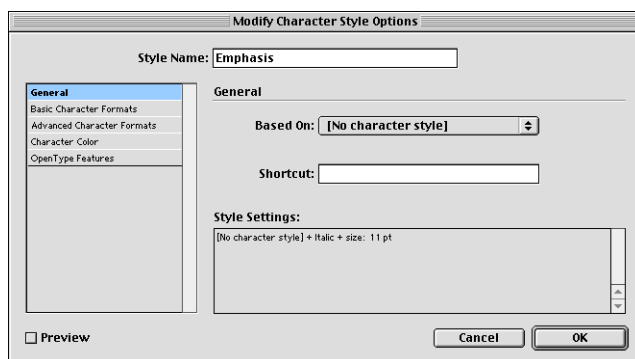 Modify Character Style Options
Style Name: Emphasis
General
Basic Character Formats
Advanced Character Formats
Character Color
OpenType Features
General
Based On: [No character style]
Shortcut:
Style Settings:
[No character style] + Italic + size: 11 pt
Preview
Cancel
OK